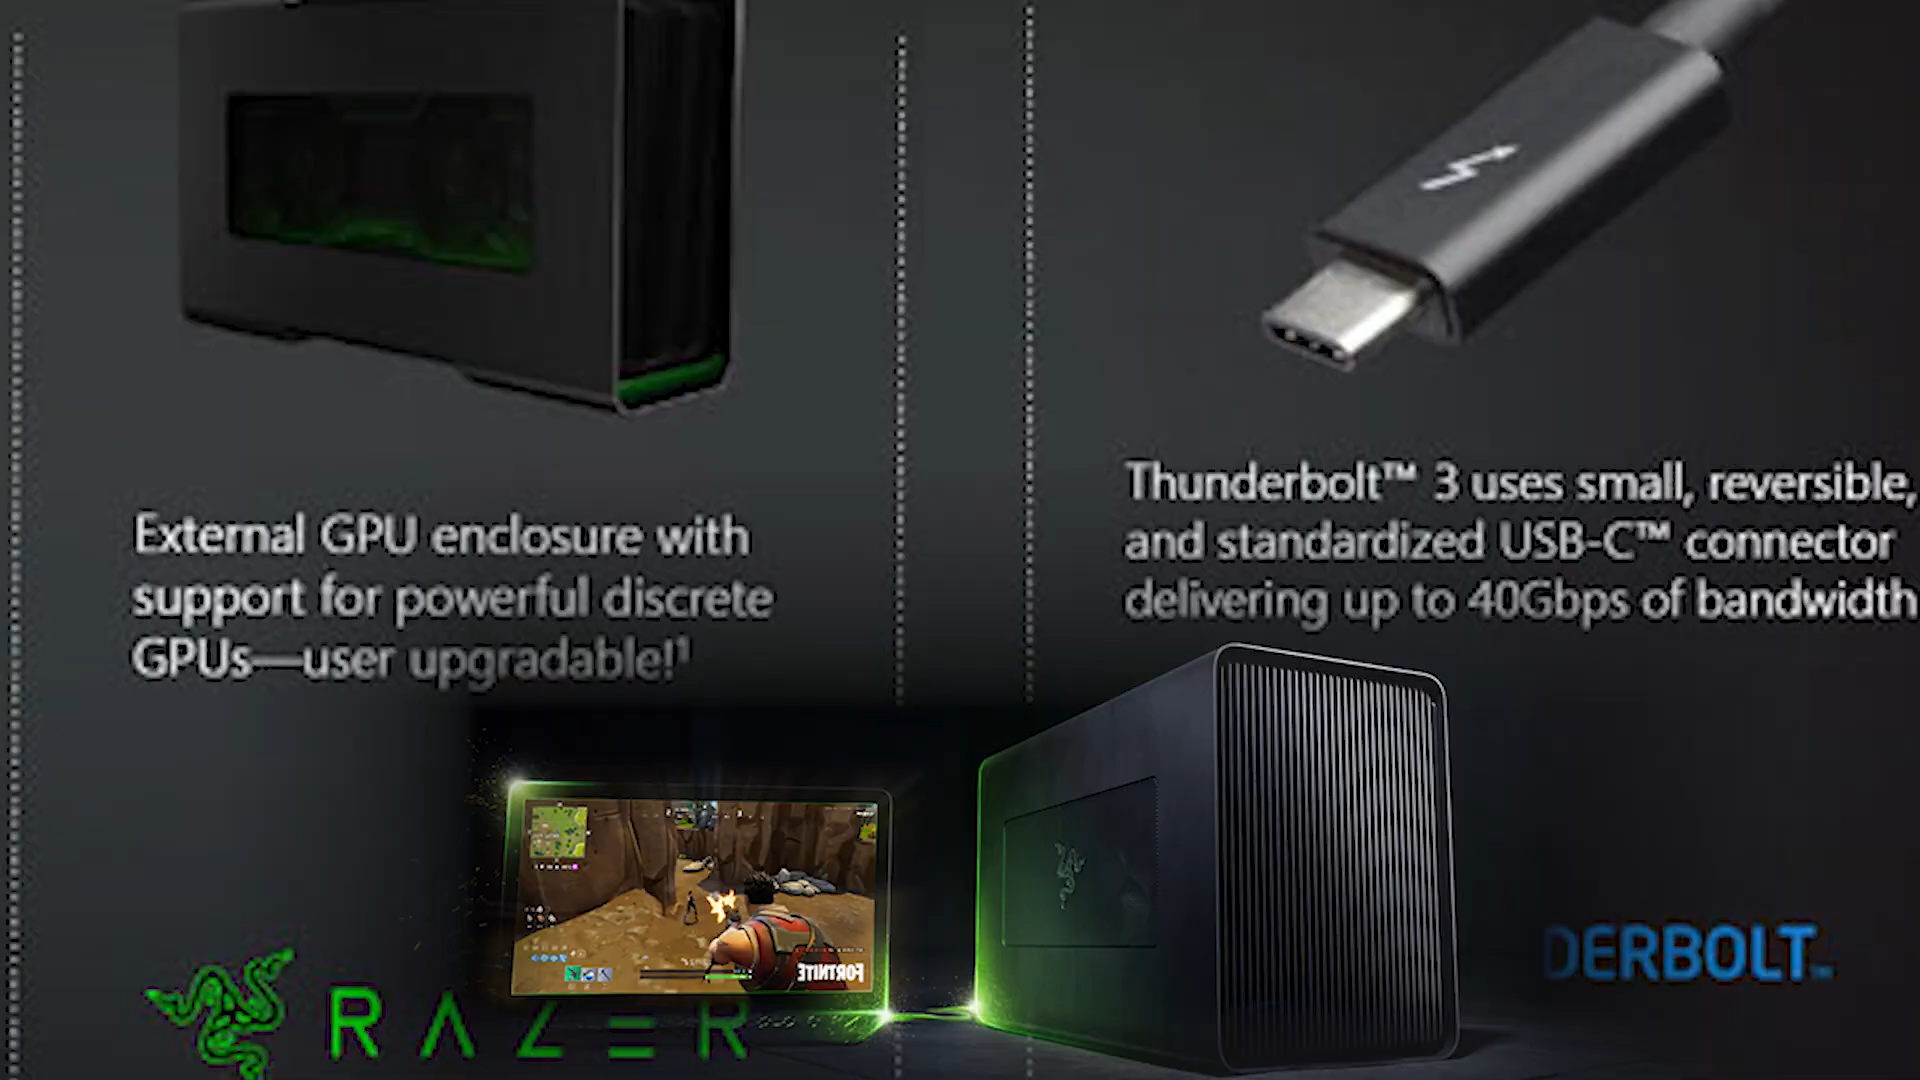 External GPU enclosure with
support for powerful discrete
GPUs—user upgradable!¹
Thunderbolt™ 3 uses small, reversible,
and standardized USB-C™ connector
delivering up to 40Gbps of bandwidth
FORTNITE
DERBOLT™
RAZER